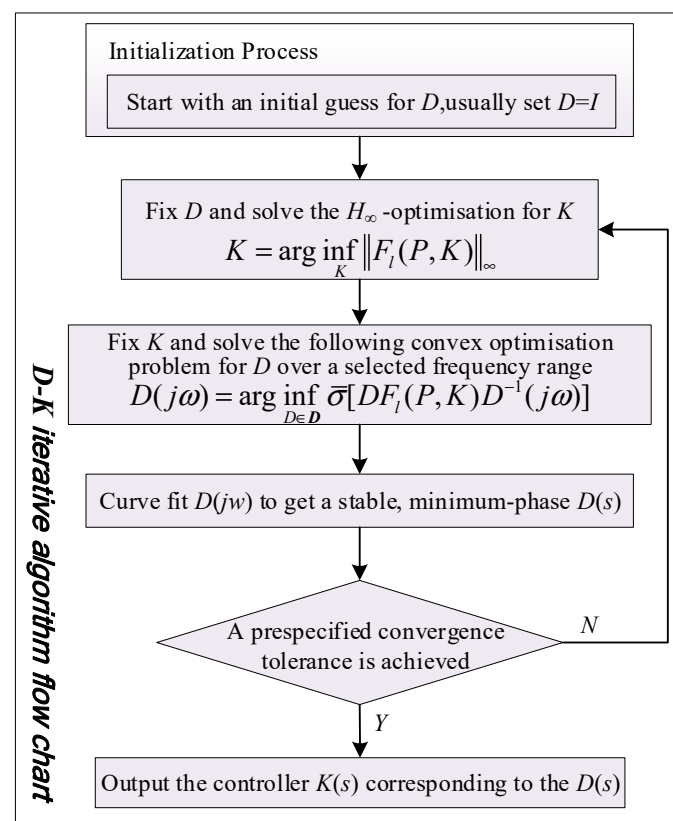 Initialization Process
Start with an initial guess for D,usually set D=I
Fix D and solve the H∞ -optimisation for K
K = arg inf_K ‖F_l(P, K)‖_∞
Fix K and solve the following convex optimisation
problem for D over a selected frequency range
D(jω) = arg inf_{D∈D} σ̄[DF_l(P, K)D⁻¹(jω)]
Curve fit D(jw) to get a stable, minimum-phase D(s)
A prespecified convergence
tolerance is achieved
N
Y
Output the controller K(s) corresponding to the D(s)
D-K iterative algorithm flow chart